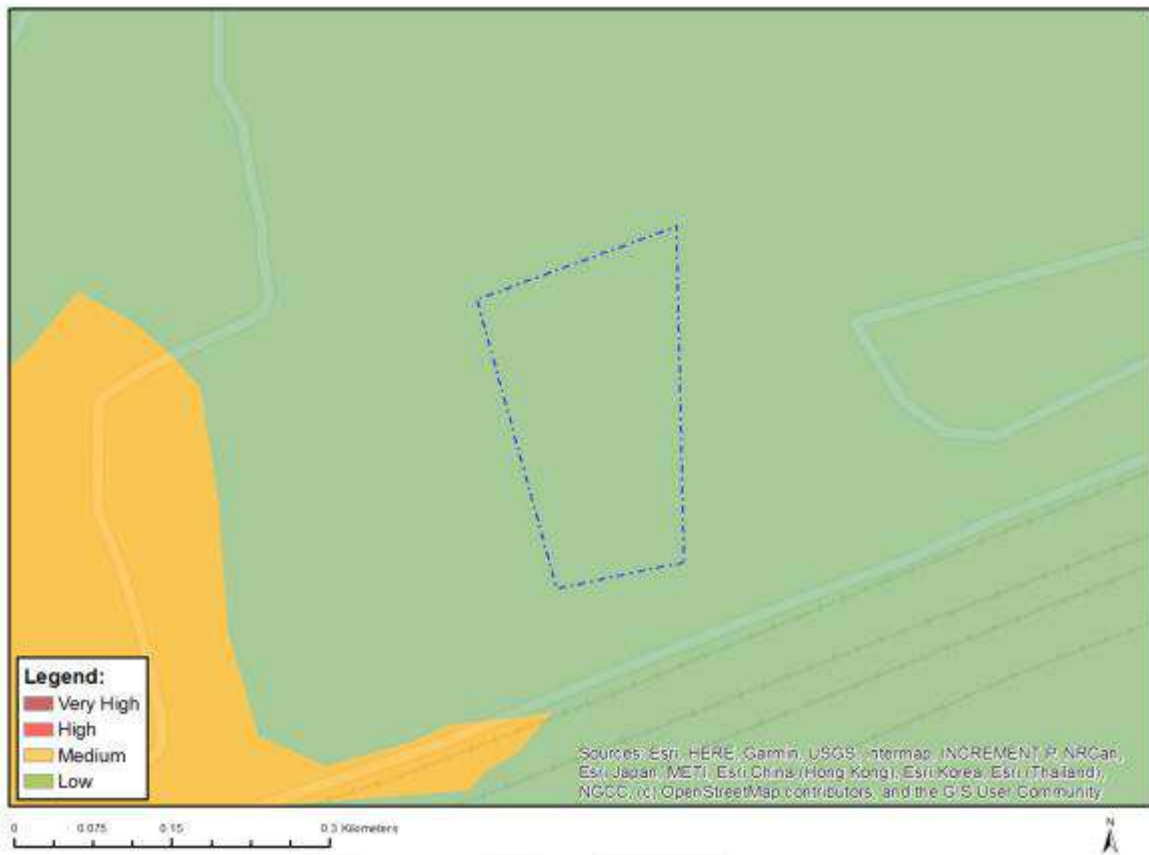 Legend:
Very High
High
Medium
Low
Sources: Esri, HERE, Garmin, USGS, Intermap, INCREMENT P, NRCan,
Esri Japan, METI, Esri China (Hong Kong), Esri Korea, Esri (Thailand),
NGCC, (c) OpenStreetMap contributors, and the GIS User Community
0 0.075 0.15 0.3 Kilometers
N